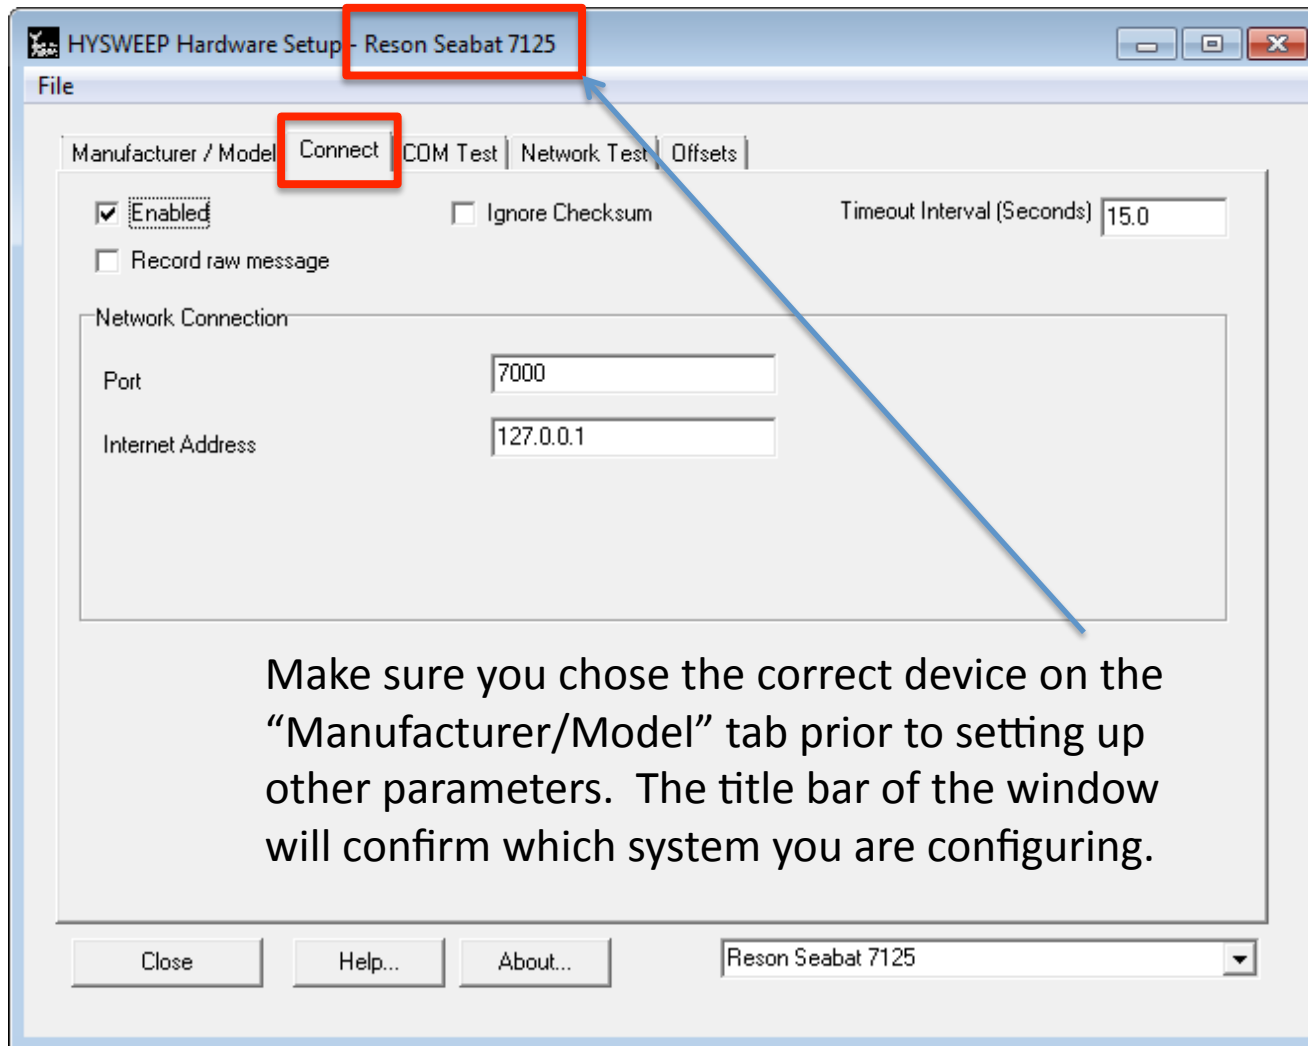 HYSWEEP Hardware Setup - Reson Seabat 7125
File
Manufacturer / Model Connect COM Test Network Test Offsets
Enabled Ignore Checksum Timeout Interval (Seconds) 15.0
Record raw message
Network Connection
Port 7000
Internet Address 127.0.0.1
Make sure you chose the correct device on the
“Manufacturer/Model” tab prior to setting up
other parameters.  The title bar of the window
will confirm which system you are configuring.
Close Help... About... Reson Seabat 7125